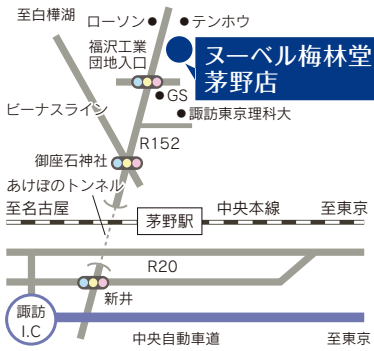 至白樺湖
ローソン
テンホウ
福沢工業
団地入口
ヌーベル梅林堂
茅野店
GS
ビーナスライン
諏訪東京理科大
R152
御座石神社
あけぼのトンネル
至名古屋
茅野駅
中央本線
至東京
R20
新井
諏訪
I.C
中央自動車道
至東京